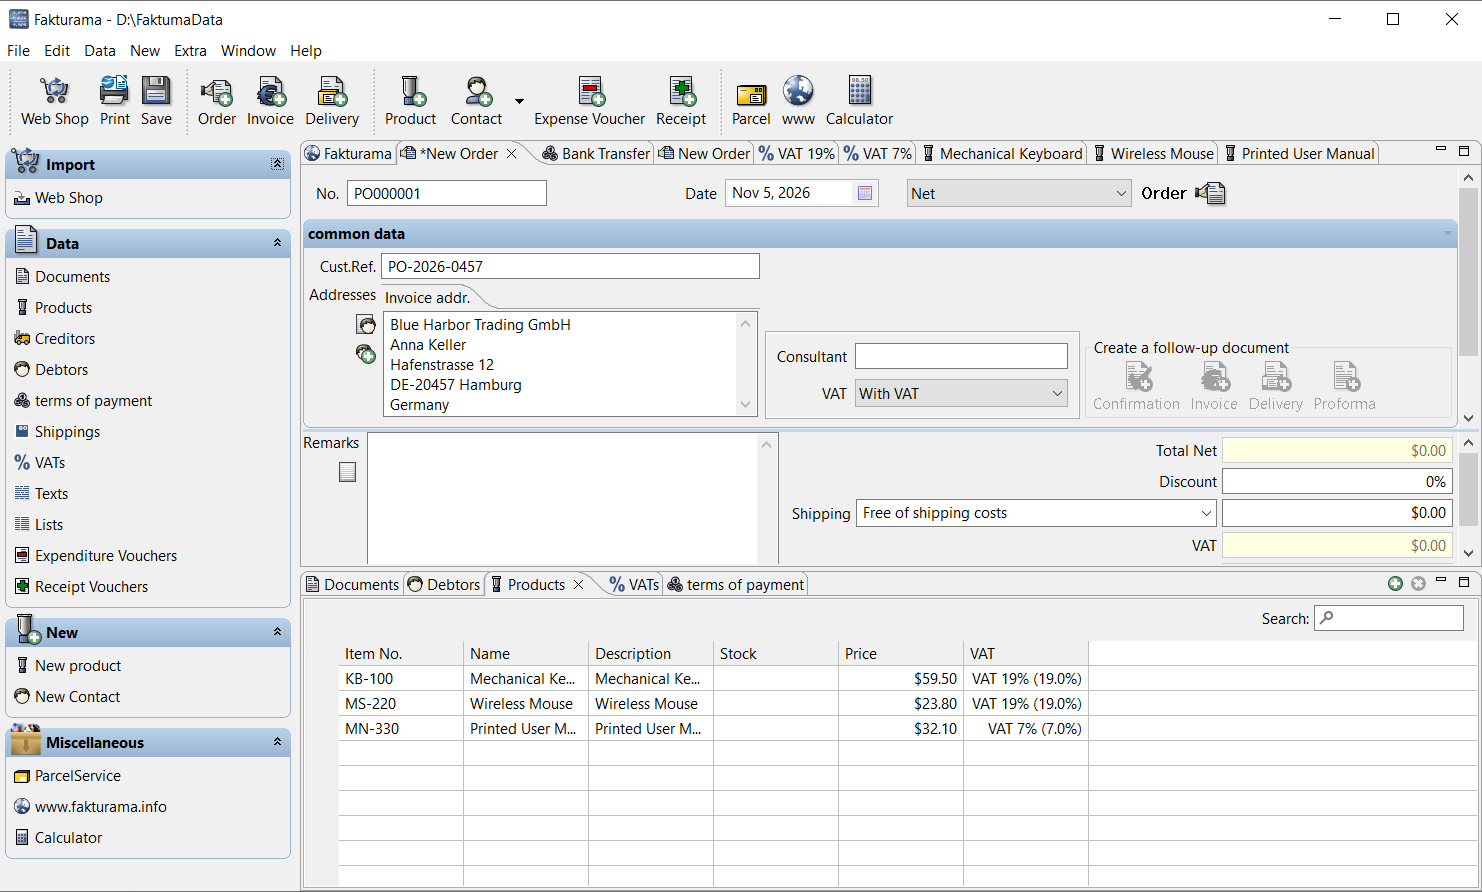 Fakturama - D:\FaktumaData
File Edit Data New Extra Window Help
Web Shop Print Save Order Invoice Delivery Product Contact Expense Voucher Receipt Parcel www Calculator
Import
Web Shop
Data
Documents
Products
Creditors
Debtors
terms of payment
Shippings
VATs
Texts
Lists
Expenditure Vouchers
Receipt Vouchers
New
New product
New Contact
Miscellaneous
ParcelService
www.fakturama.info
Calculator
Fakturama *New Order Bank Transfer New Order VAT 19% VAT 7% Mechanical Keyboard Wireless Mouse Printed User Manual
No. PO000001 Date Nov 5, 2026 Net Order
common data
Cust.Ref. PO-2026-0457
Addresses Invoice addr.
Blue Harbor Trading GmbH
Anna Keller
Hafenstrasse 12
DE-20457 Hamburg
Germany
Consultant
VAT With VAT
Create a follow-up document
Confirmation Invoice Delivery Proforma
Remarks
Total Net $0.00
Discount 0%
Shipping Free of shipping costs $0.00
VAT $0.00
Documents Debtors Products VATs terms of payment
Search:
Item No. Name Description Stock Price VAT
KB-100 Mechanical Ke... Mechanical Ke... $59.50 VAT 19% (19.0%)
MS-220 Wireless Mouse Wireless Mouse $23.80 VAT 19% (19.0%)
MN-330 Printed User M... Printed User M... $32.10 VAT 7% (7.0%)